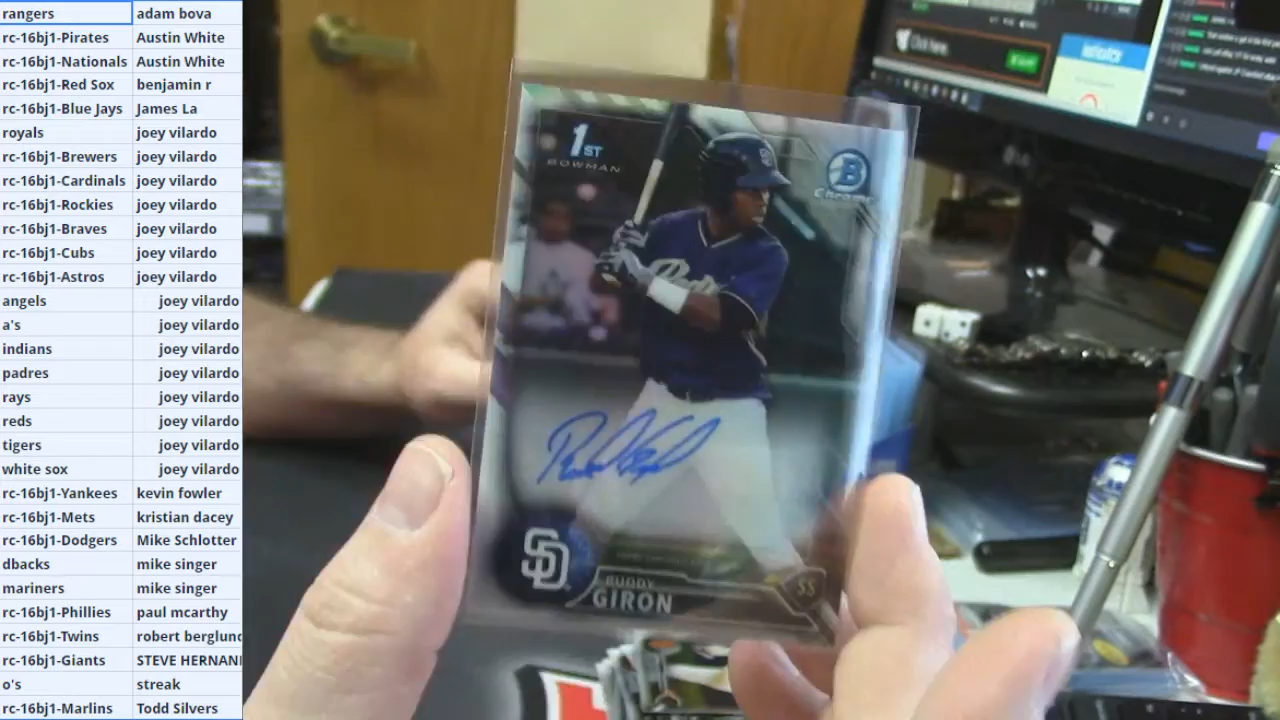 rangers adam bova
rc-16bj1-Pirates Austin White
rc-16bj1-Nationals Austin White
rc-16bj1-Red Sox benjamin r
rc-16bj1-Blue Jays James La
royals joey vilardo
rc-16bj1-Brewers joey vilardo
rc-16bj1-Cardinals joey vilardo
rc-16bj1-Rockies joey vilardo
rc-16bj1-Braves joey vilardo
rc-16bj1-Cubs joey vilardo
rc-16bj1-Astros joey vilardo
angels joey vilardo
a's joey vilardo
indians joey vilardo
padres joey vilardo
rays joey vilardo
reds joey vilardo
tigers joey vilardo
white sox joey vilardo
rc-16bj1-Yankees kevin fowler
rc-16bj1-Mets kristian dacey
rc-16bj1-Dodgers Mike Schlotter
dbacks mike singer
mariners mike singer
rc-16bj1-Phillies paul mcarthy
rc-16bj1-Twins robert berglund
rc-16bj1-Giants STEVE HERNAN
o's streak
rc-16bj1-Marlins Todd Silvers
Click here
1ST
BOWMAN
B
Chrome
Padres
SD
BUDDY
GIRON
SS